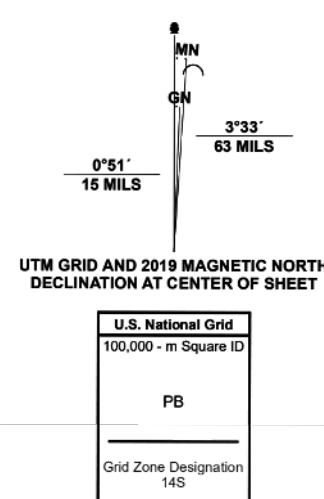 MN
GN
3°33´
63 MILS
0°51´
15 MILS
UTM GRID AND 2019 MAGNETIC NORTH
DECLINATION AT CENTER OF SHEET
U.S. National Grid
100,000 - m Square ID
PB
Grid Zone Designation
14S